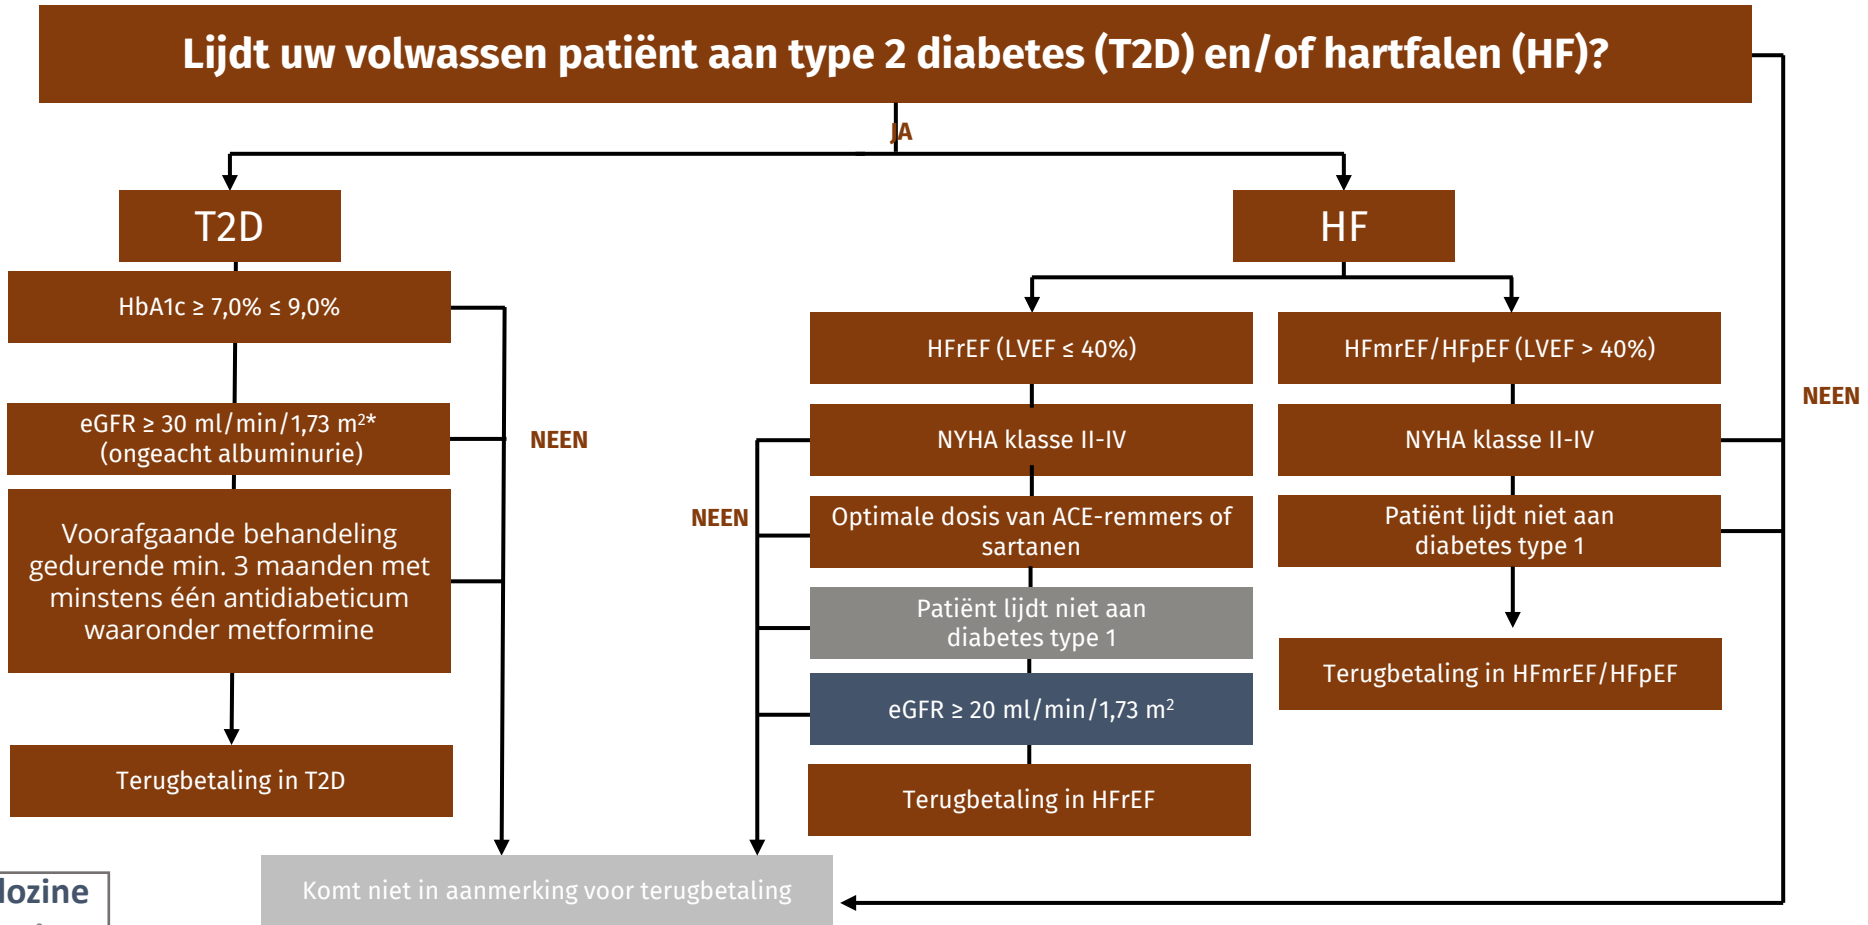 Lijdt uw volwassen patiënt aan type 2 diabetes (T2D) en/of hartfalen (HF)?
JA
T2D
HF
HbA1c ≥ 7,0% ≤ 9,0%
HFrEF (LVEF ≤ 40%)
HFmrEF/HFpEF (LVEF > 40%)
NEEN
eGFR ≥ 30 ml/min/1,73 m²*
(ongeacht albuminurie)
NEEN
NYHA klasse II-IV
NYHA klasse II-IV
Voorafgaande behandeling
gedurende min. 3 maanden met
minstens één antidiabeticum
waaronder metformine
NEEN
Optimale dosis van ACE-remmers of
sartanen
Patiënt lijdt niet aan
diabetes type 1
Patiënt lijdt niet aan
diabetes type 1
Terugbetaling in HFmrEF/HFpEF
eGFR ≥ 20 ml/min/1,73 m²
Terugbetaling in T2D
Terugbetaling in HFrEF
Komt niet in aanmerking voor terugbetaling
lozine